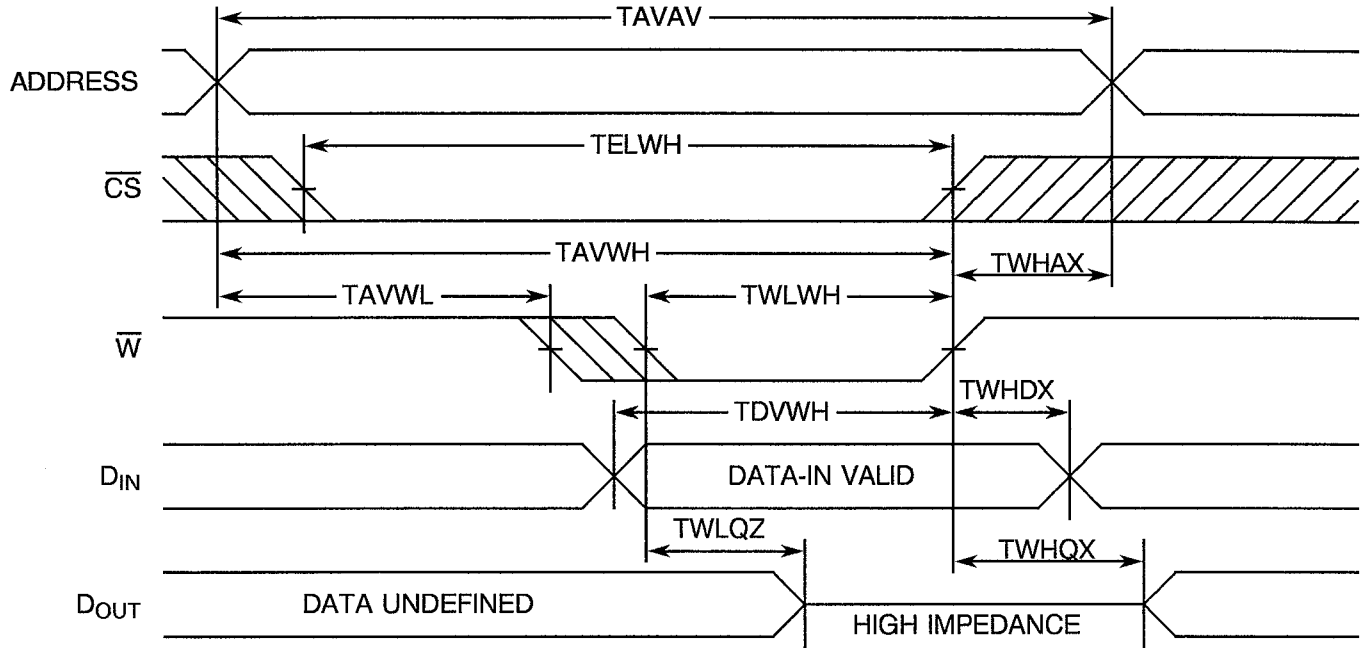 TAVAV
ADDRESS
TELWH
CS
TAVWH
TWHAX
TAVWL
TWLWH
W
TWHDX
TDVWH
DIN
DATA-IN VALID
TWLQZ
TWHQX
DOUT
DATA UNDEFINED
HIGH IMPEDANCE